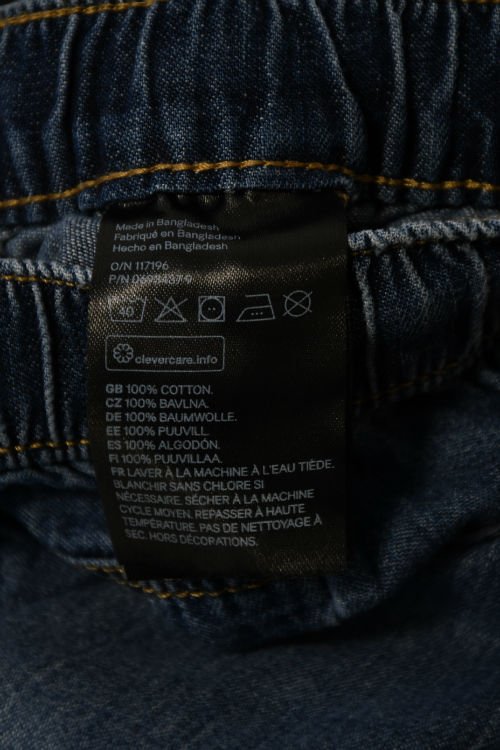 Made in Bangladesh
Fabriqué en Bangladesh
Hecho en Bangladesh
O/N 117196
P/N
40
clevercare.info
GB 100% COTTON.
CZ 100% BAVLNA.
DE 100% BAUMWOLLE.
EE 100% PUUVILL.
ES 100% ALGODÓN.
FI 100% PUUVILLAA.
FR LAVER À LA MACHINE À L'EAU TIÈDE.
BLANCHIR SANS CHLORE SI
NÉCESSAIRE. SÉCHER À LA MACHINE
CYCLE MOYEN. REPASSER À HAUTE
TEMPÉRATURE. PAS DE NETTOYAGE À
SEC. HORS DÉCORATIONS.